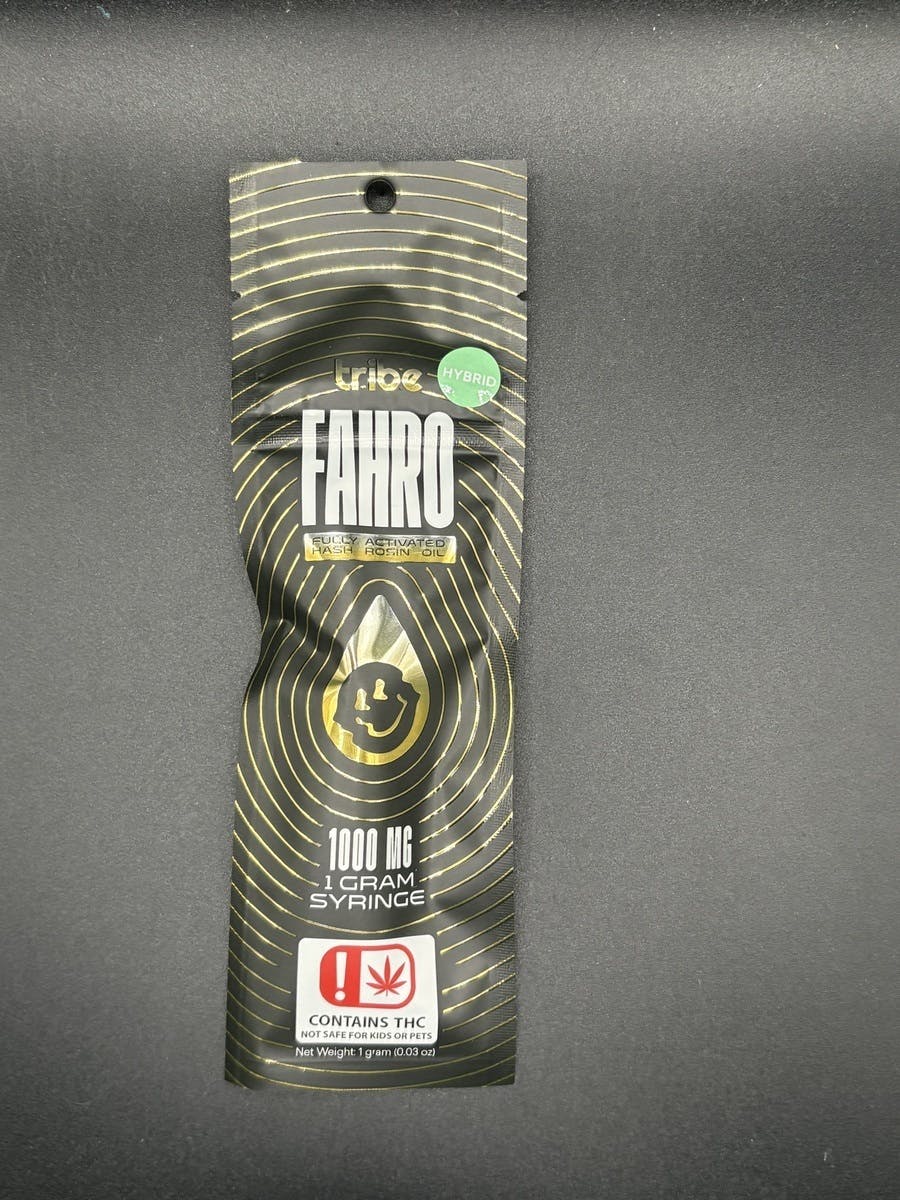 tribe
HYBRID
FAHRO
FULLY ACTIVATED
HASH ROSIN OIL
1000 MG
1 GRAM
SYRINGE
!
CONTAINS THC
NOT SAFE FOR KIDS OR PETS
Net Weight: 1 gram (0.03 oz)